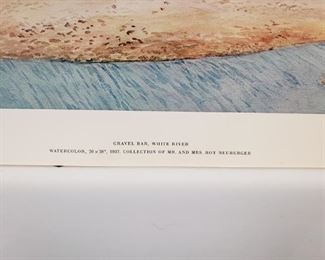 GRAVEL BAR, WHITE RIVER
WATERCOLOR, 20 x 28", 1937. COLLECTION OF MR. AND MRS. ROY NEUBERGER